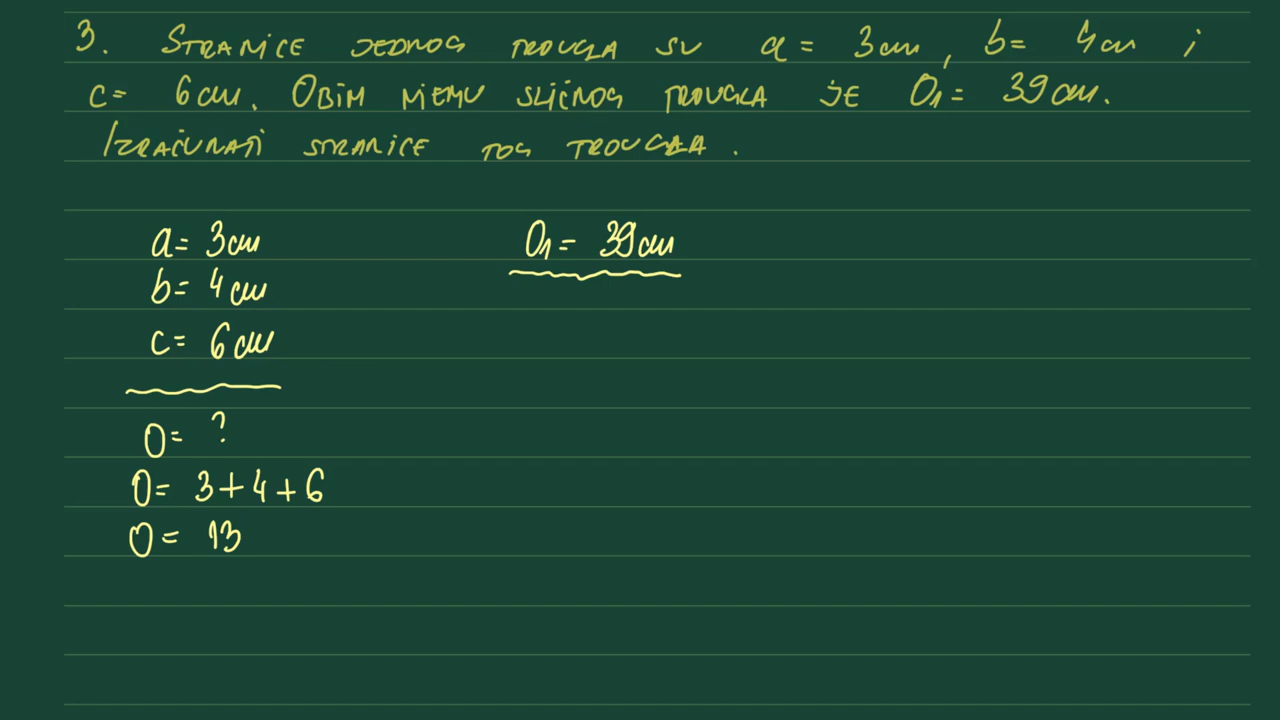 3. STRANICE JEDNOG TROUGLA SU a = 3cm, b= 4cm i
c= 6cm. OBIM NJEMU SLIČNOG TROUGLA JE O₁= 39cm.
IZRAČUNATI STRANICE TOG TROUGLA.
a= 3cm O₁= 39cm
b= 4cm
c= 6cm
O= ?
O= 3+4+6
O= 13